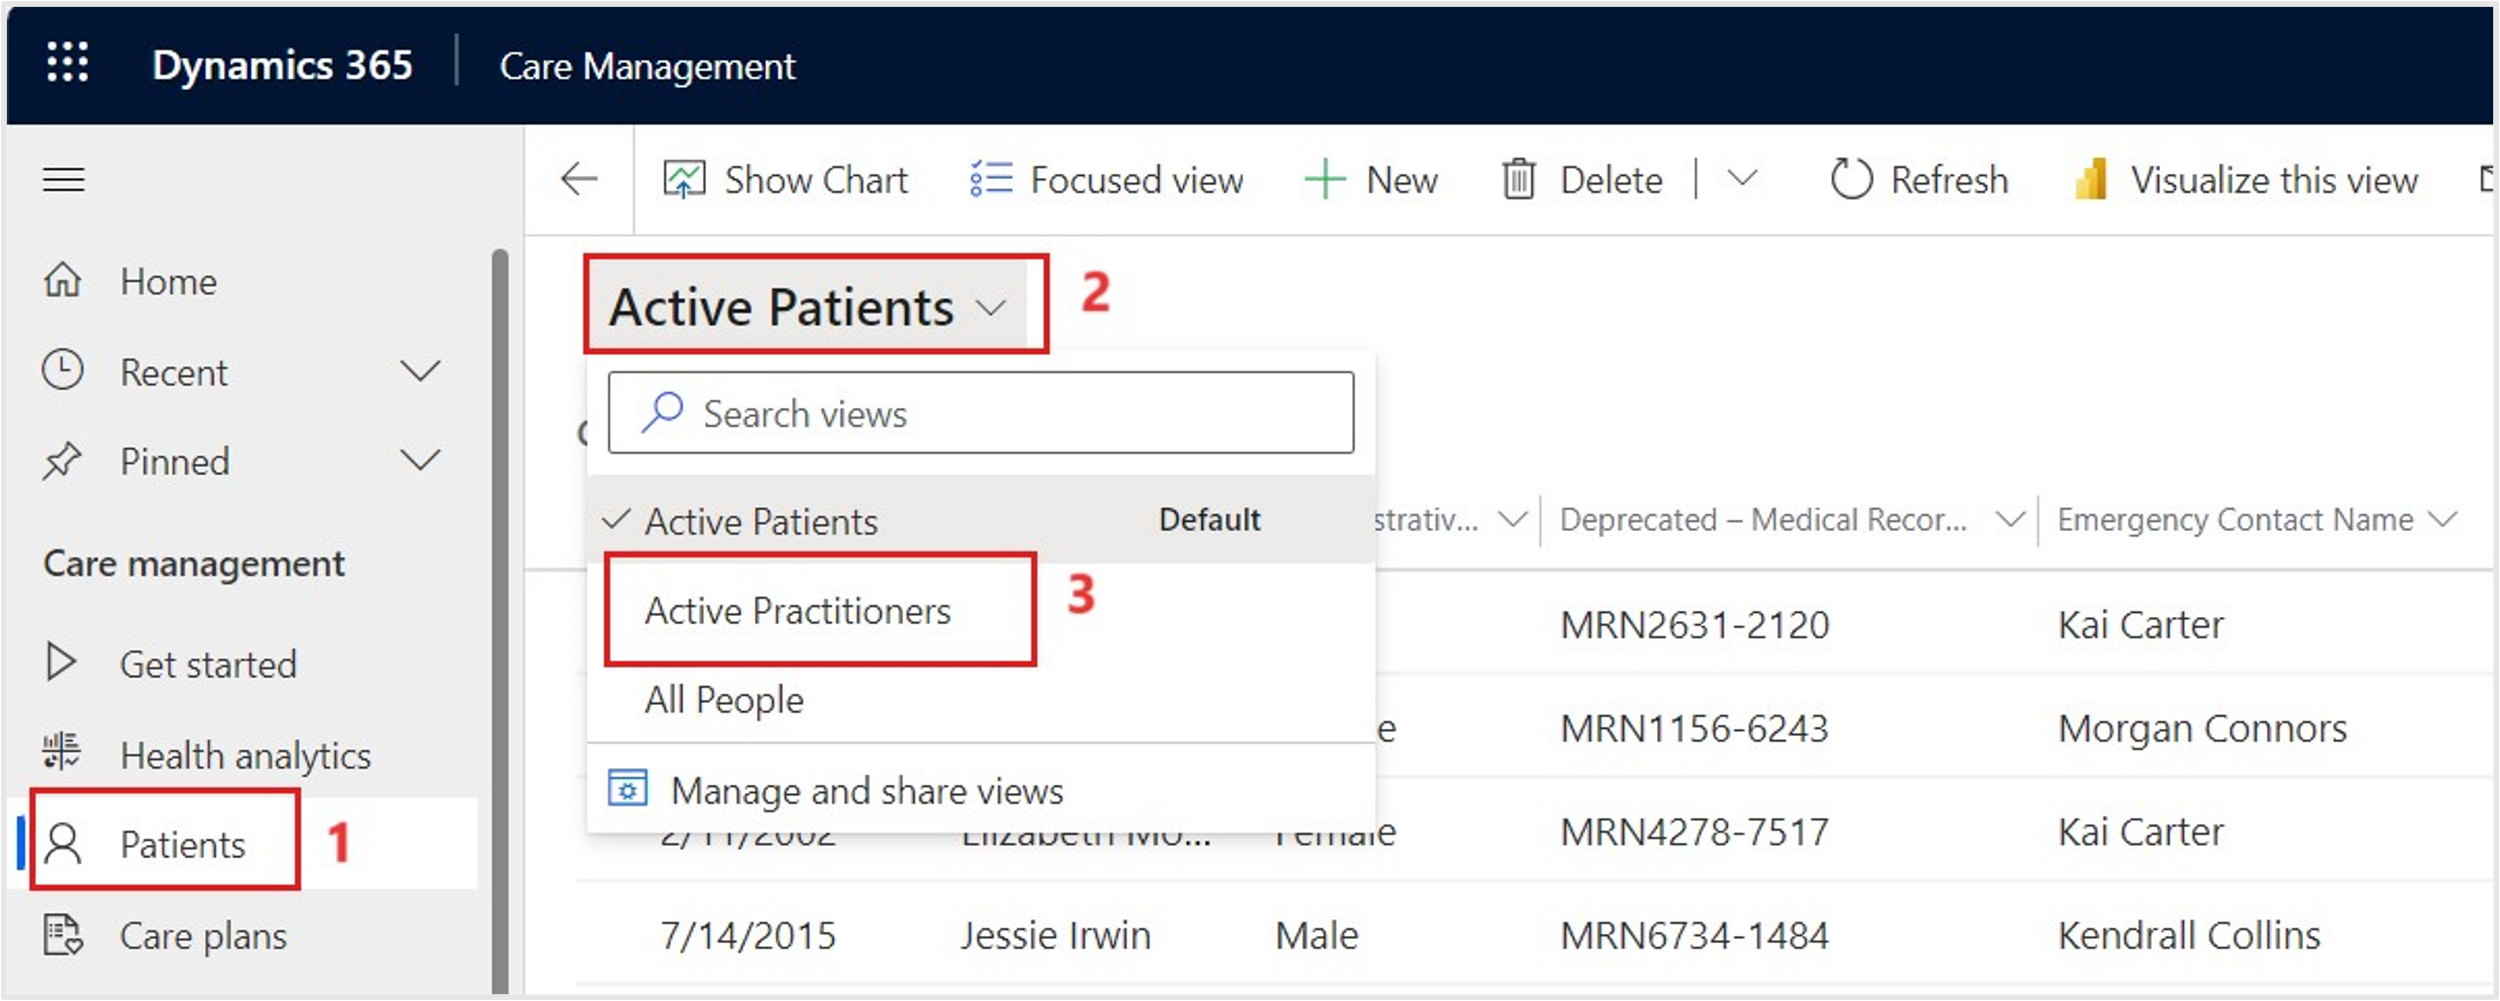 Dynamics 365 Care Management
Show Chart Focused view New Delete Refresh Visualize this view
Home
Recent
Pinned
Care management
Get started
Health analytics
Patients 1
Care plans
Active Patients 2
Search views
Active Patients Default
Active Practitioners 3
All People
Manage and share views
strativ... Deprecated – Medical Recor... Emergency Contact Name
MRN2631-2120 Kai Carter
e MRN1156-6243 Morgan Connors
2/11/2002 Elizabeth Mo... Female MRN4278-7517 Kai Carter
7/14/2015 Jessie Irwin Male MRN6734-1484 Kendrall Collins